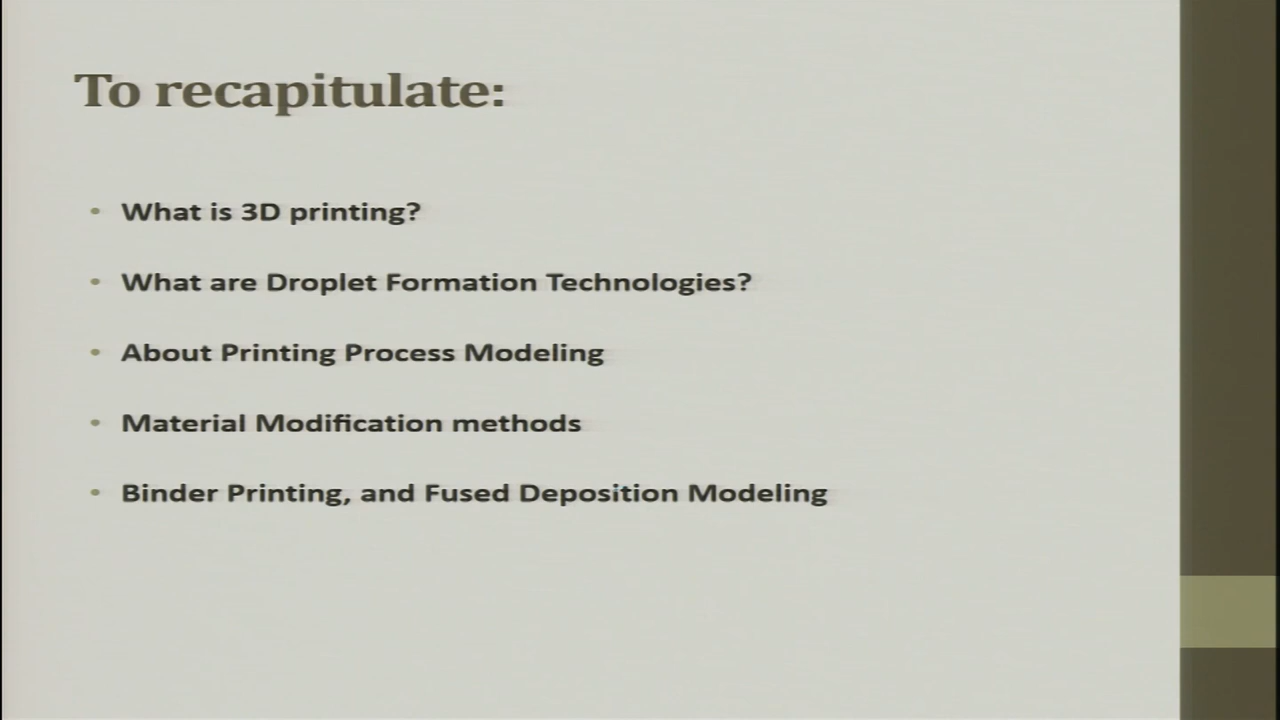 To recapitulate:
• What is 3D printing?
• What are Droplet Formation Technologies?
• About Printing Process Modeling
• Material Modification methods
• Binder Printing, and Fused Deposition Modeling